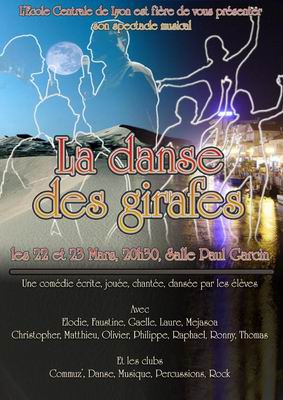 L'Ecole Centrale de Lyon est fière de vous présenter
son spectacle musical
La danse
des girafes
les 22 et 23 Mars, 20h30, Salle Paul Garcin
Une comédie écrite, jouée, chantée, dansée par les élèves
Avec
Elodie, Faustine, Gaelle, Laure, Mejasoa
Christopher, Matthieu, Olivier, Philippe, Raphael, Ronny, Thomas
Et les clubs
Commuz', Danse, Musique, Percussions, Rock